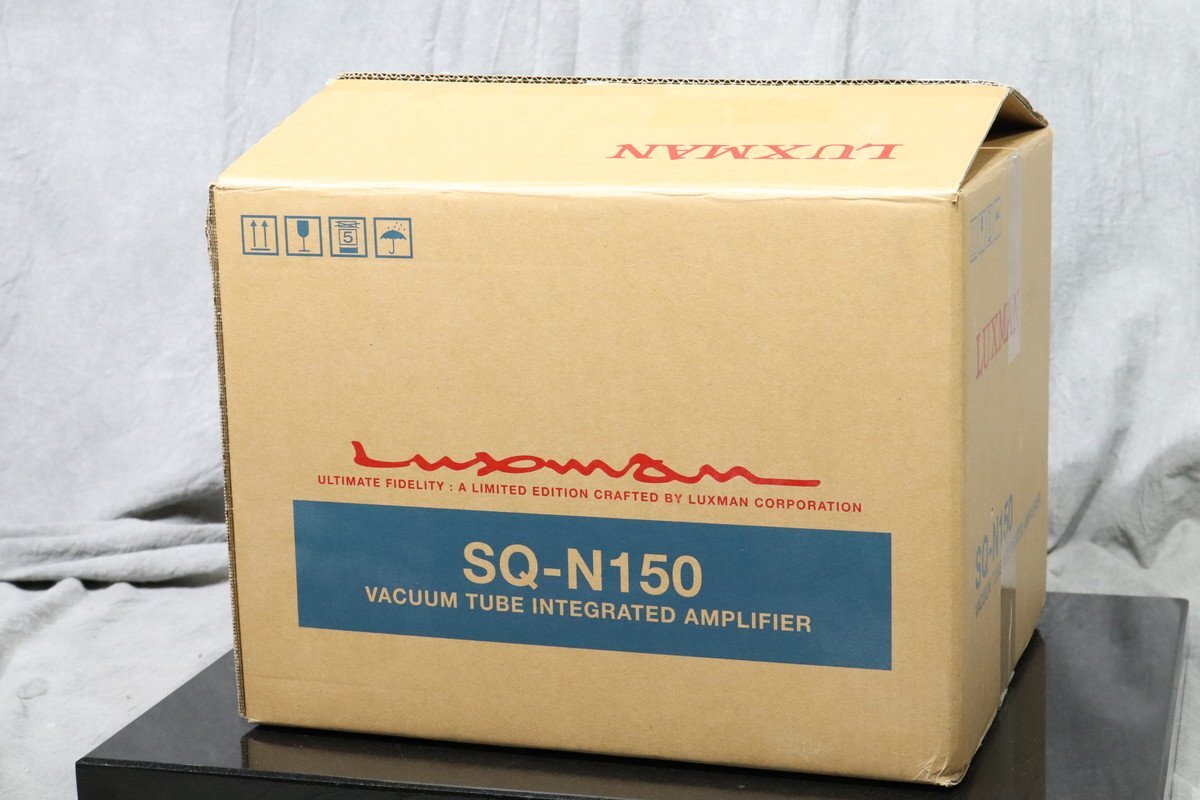 LUXMAN
5
Luxman
ULTIMATE FIDELITY : A LIMITED EDITION CRAFTED BY LUXMAN CORPORATION
SQ-N150
VACUUM TUBE INTEGRATED AMPLIFIER
LUXMAN
SQ-N150
VACUUM